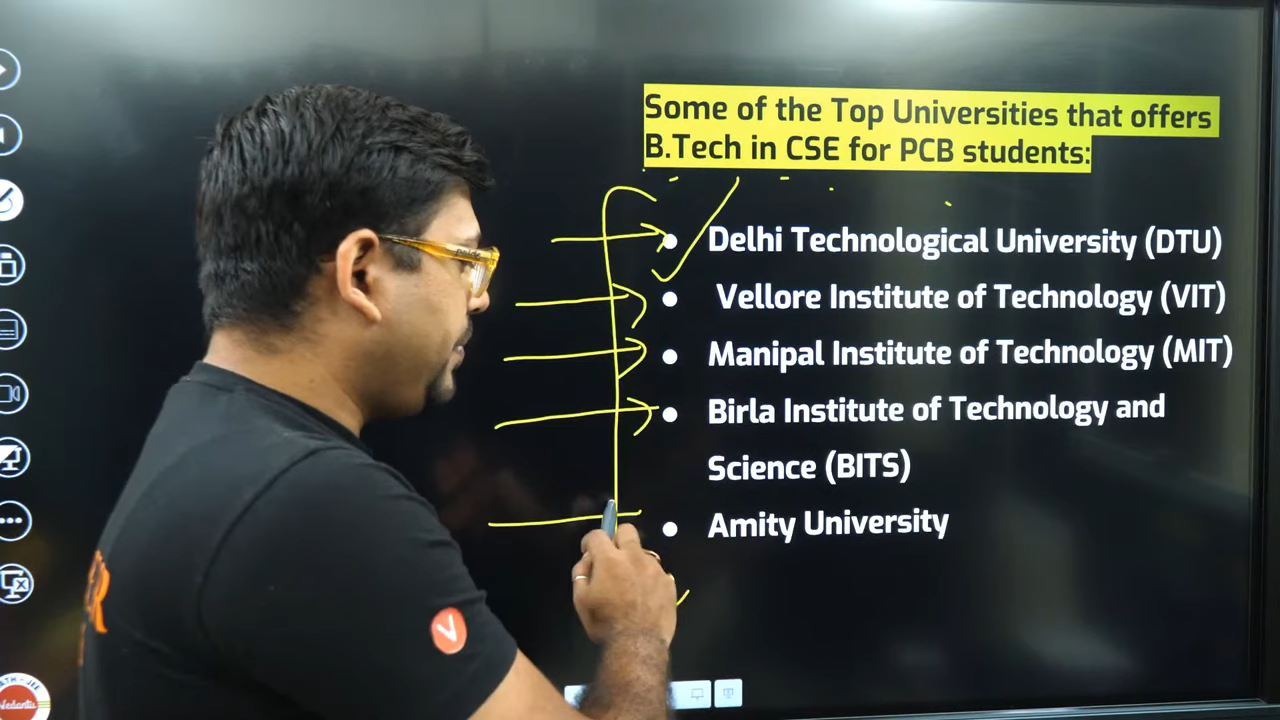 Some of the Top Universities that offers
B.Tech in CSE for PCB students:
Delhi Technological University (DTU)
Vellore Institute of Technology (VIT)
Manipal Institute of Technology (MIT)
Birla Institute of Technology and
Science (BITS)
Amity University
V
Vedantu